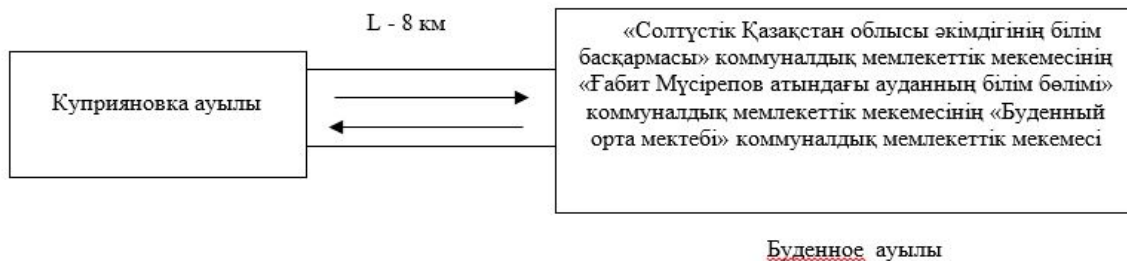 L - 8 км
Куприяновка ауылы
«Солтүстік Қазақстан облысы әкімдігінің білім
басқармасы» коммуналдық мемлекеттік мекемесінің
«Ғабит Мүсірепов атындағы ауданның білім бөлімі»
коммуналдық мемлекеттік мекемесінің «Буденный
орта мектебі» коммуналдық мемлекеттік мекемесі
Буденное ауылы